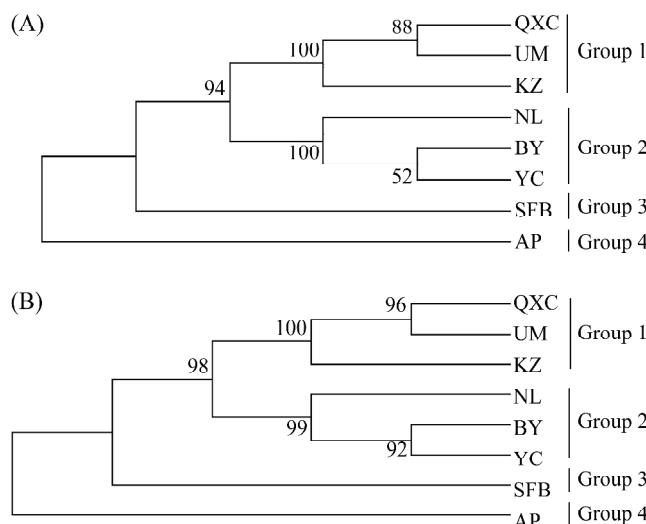 (A)
88
QXC
UM
KZ
Group 1
100
94
NL
BY
YC
Group 2
100
52
SFB
Group 3
AP
Group 4
(B)
96
QXC
UM
KZ
Group 1
100
98
NL
BY
YC
Group 2
99
92
SFB
Group 3
AP
Group 4